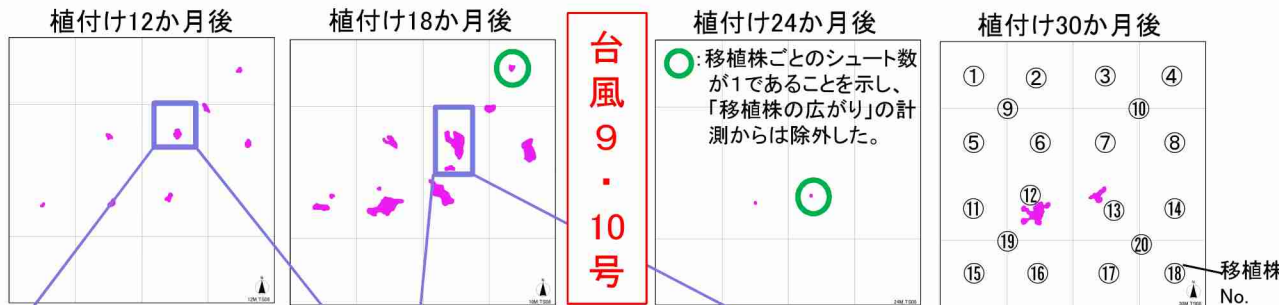 植付け12か月後
植付け18か月後
台風9・10号
植付け24か月後
植付け30か月後
:移植株ごとのシュート数
が1であることを示し、
「移植株の広がり」の計
測からは除外した。
① ② ③ ④
⑨ ⑩
⑤ ⑥ ⑦ ⑧
⑪ ⑫ ⑬ ⑭
⑲ ⑳
⑮ ⑯ ⑰ ⑱
移植株
No.
N
N
N